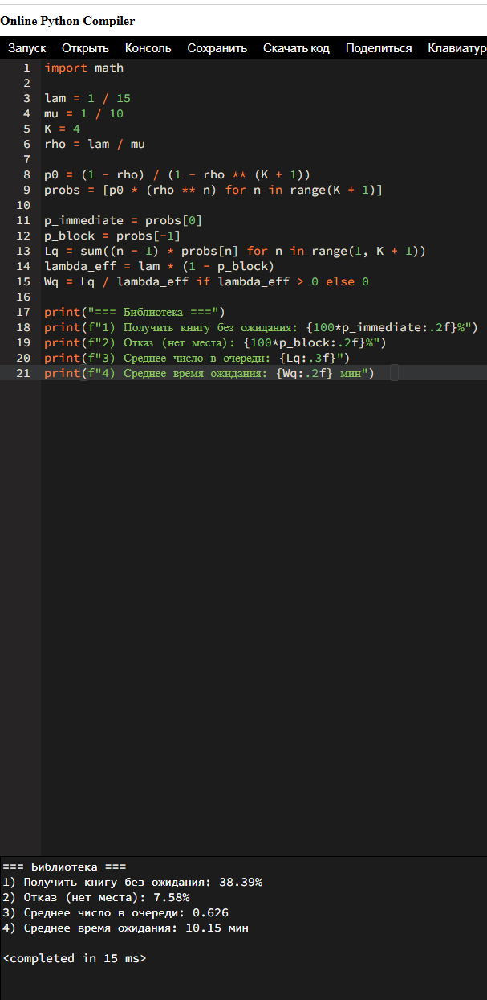 Online Python Compiler
Запуск Открыть Консоль Сохранить Скачать код Поделиться Клавиатур
1 import math
2
3 lam = 1 / 15
4 mu = 1 / 10
5 K = 4
6 rho = lam / mu
7
8 p0 = (1 - rho) / (1 - rho ** (K + 1))
9 probs = [p0 * (rho ** n) for n in range(K + 1)]
10
11 p_immediate = probs[0]
12 p_block = probs[-1]
13 Lq = sum((n - 1) * probs[n] for n in range(1, K + 1))
14 lambda_eff = lam * (1 - p_block)
15 Wq = Lq / lambda_eff if lambda_eff > 0 else 0
16
17 print("=== Библиотека ===")
18 print(f"1) Получить книгу без ожидания: {100*p_immediate:.2f}%")
19 print(f"2) Отказ (нет места): {100*p_block:.2f}%")
20 print(f"3) Среднее число в очереди: {Lq:.3f}")
21 print(f"4) Среднее время ожидания: {Wq:.2f} мин")
=== Библиотека ===
1) Получить книгу без ожидания: 38.39%
2) Отказ (нет места): 7.58%
3) Среднее число в очереди: 0.626
4) Среднее время ожидания: 10.15 мин
<completed in 15 ms>